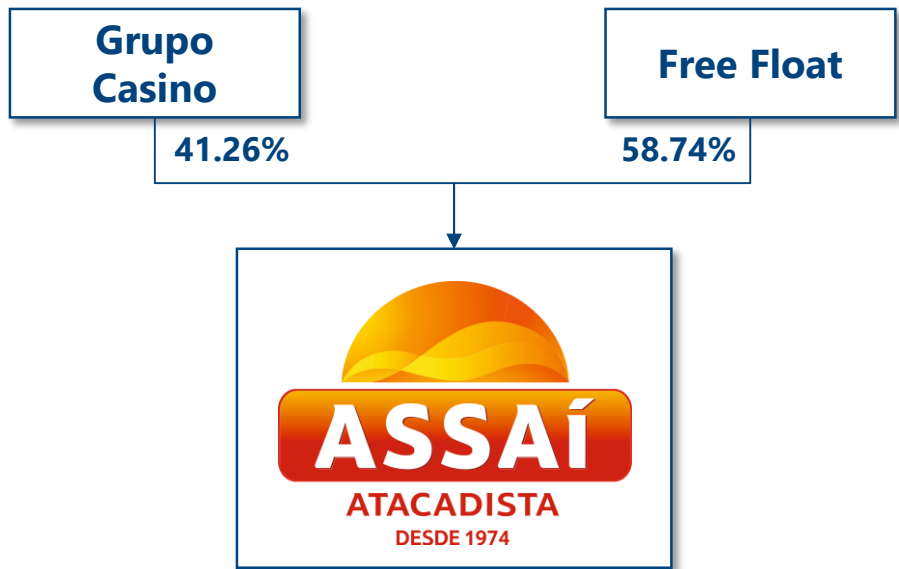 Grupo
Casino
Free Float
41.26%
58.74%
ASSAí
ATACADISTA
DESDE 1974